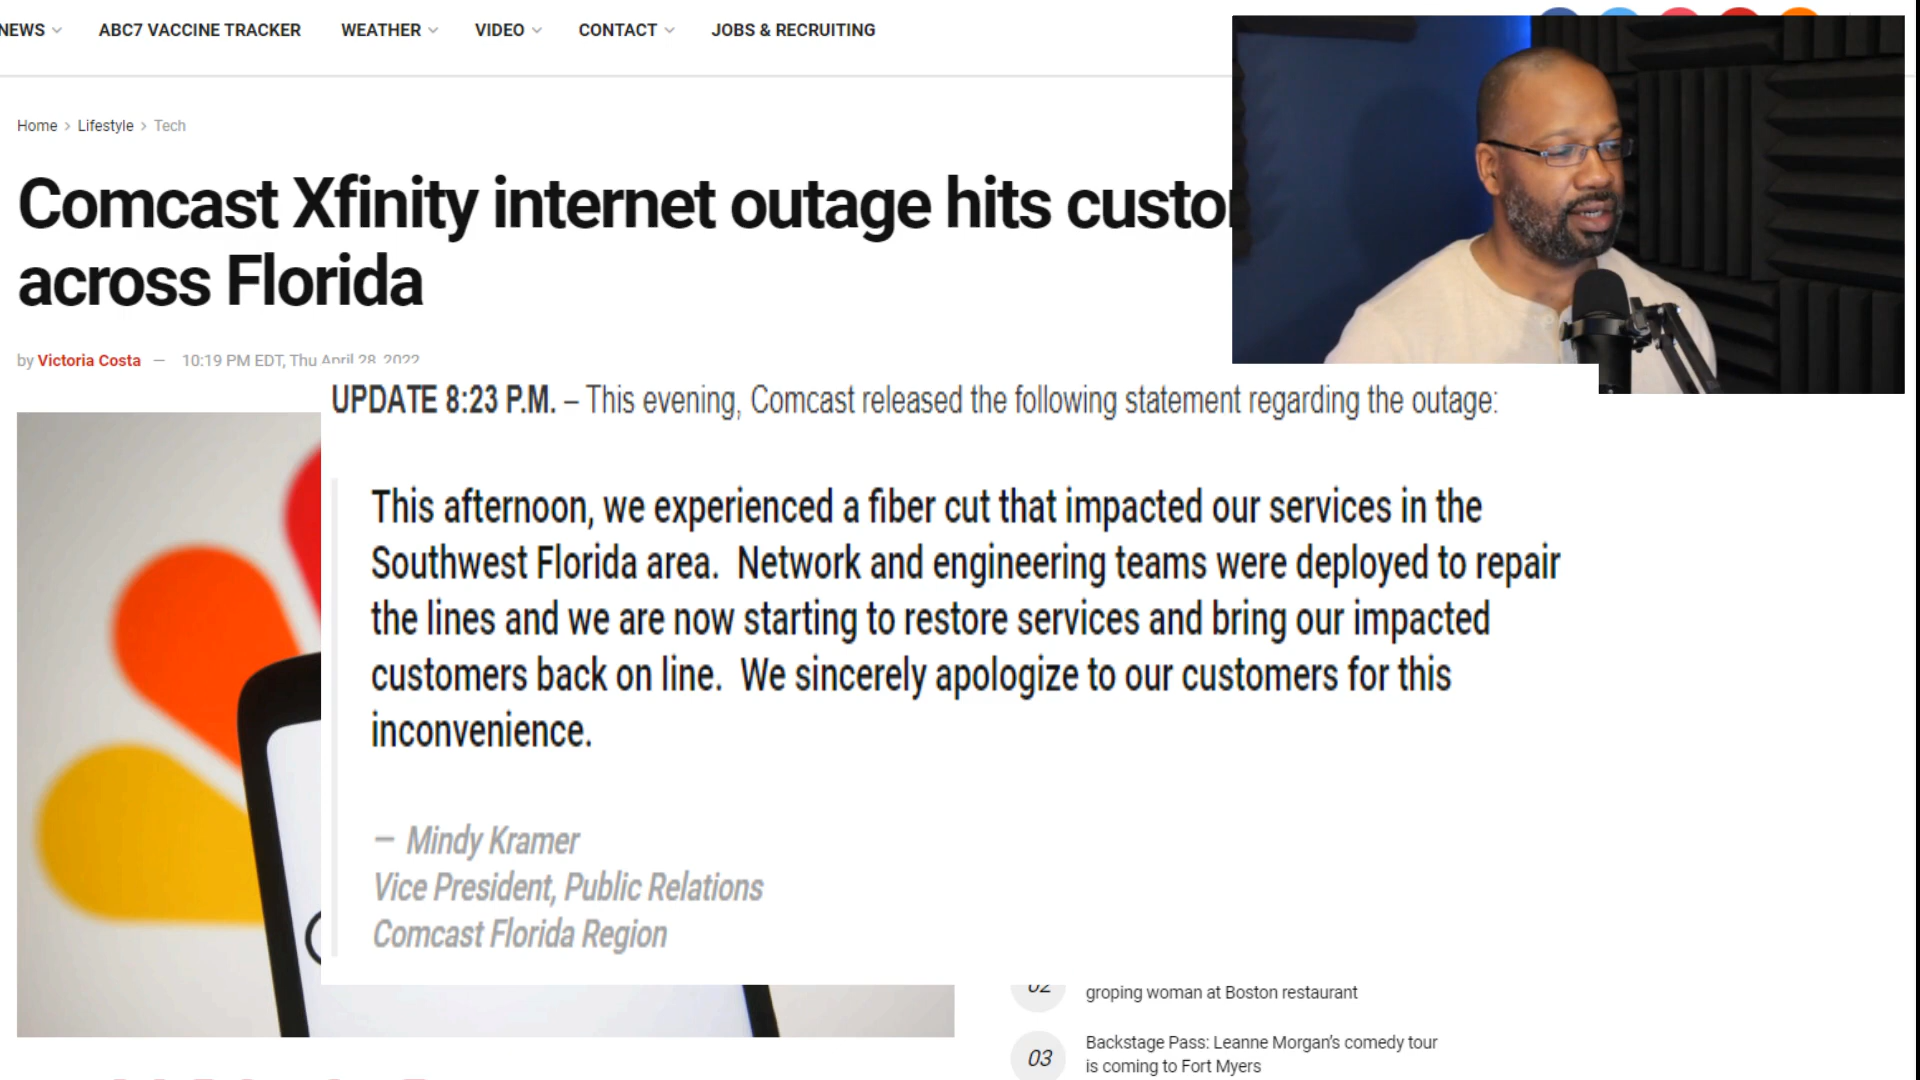 NEWS
ABC7 VACCINE TRACKER
WEATHER
VIDEO
CONTACT
JOBS & RECRUITING
Home > Lifestyle > Tech
Comcast Xfinity internet outage hits custo
across Florida
by Victoria Costa — 10:19 PM EDT, Thu April 28, 2022
UPDATE 8:23 P.M. – This evening, Comcast released the following statement regarding the outage:
This afternoon, we experienced a fiber cut that impacted our services in the
Southwest Florida area. Network and engineering teams were deployed to repair
the lines and we are now starting to restore services and bring our impacted
customers back on line. We sincerely apologize to our customers for this
inconvenience.
— Mindy Kramer
Vice President, Public Relations
Comcast Florida Region
02
groping woman at Boston restaurant
03
Backstage Pass: Leanne Morgan's comedy tour
is coming to Fort Myers